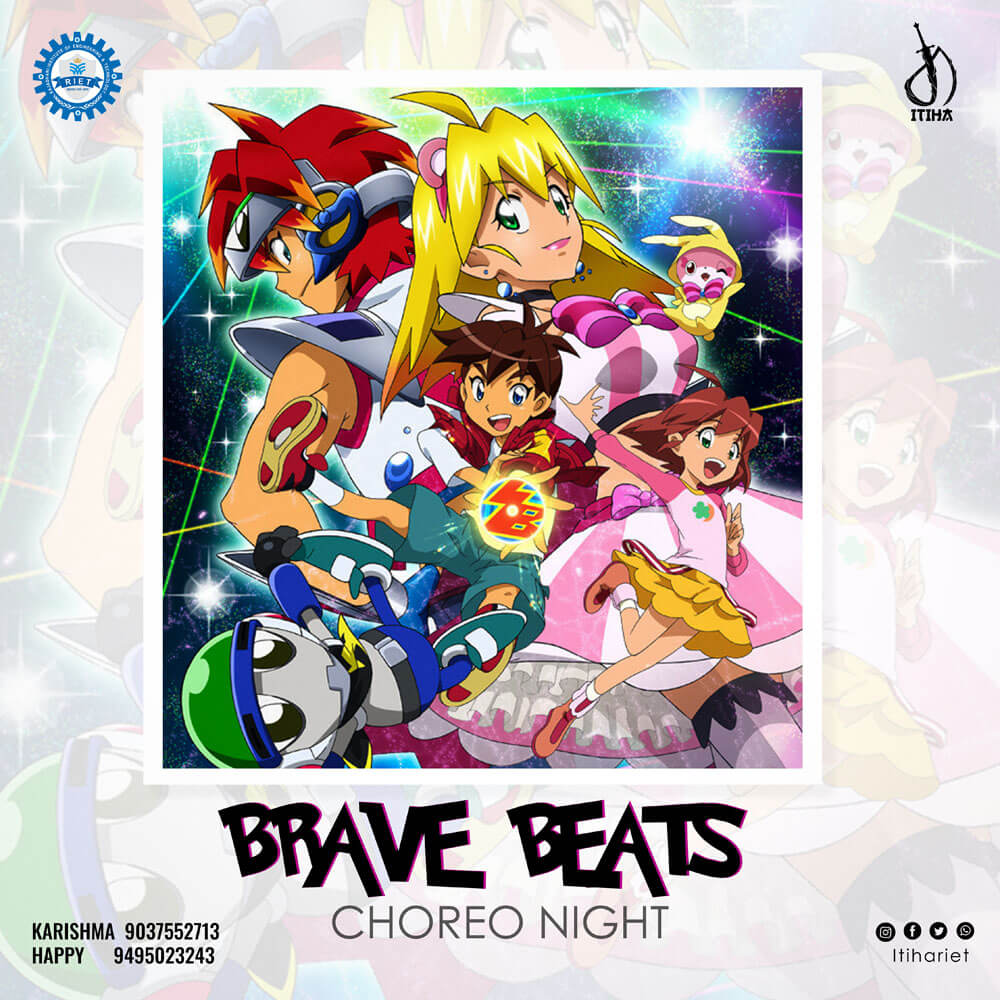 RIET
ITIHA
BRAVE BEATS
CHOREO NIGHT
KARISHMA 9037552713
HAPPY 9495023243
Itihariet